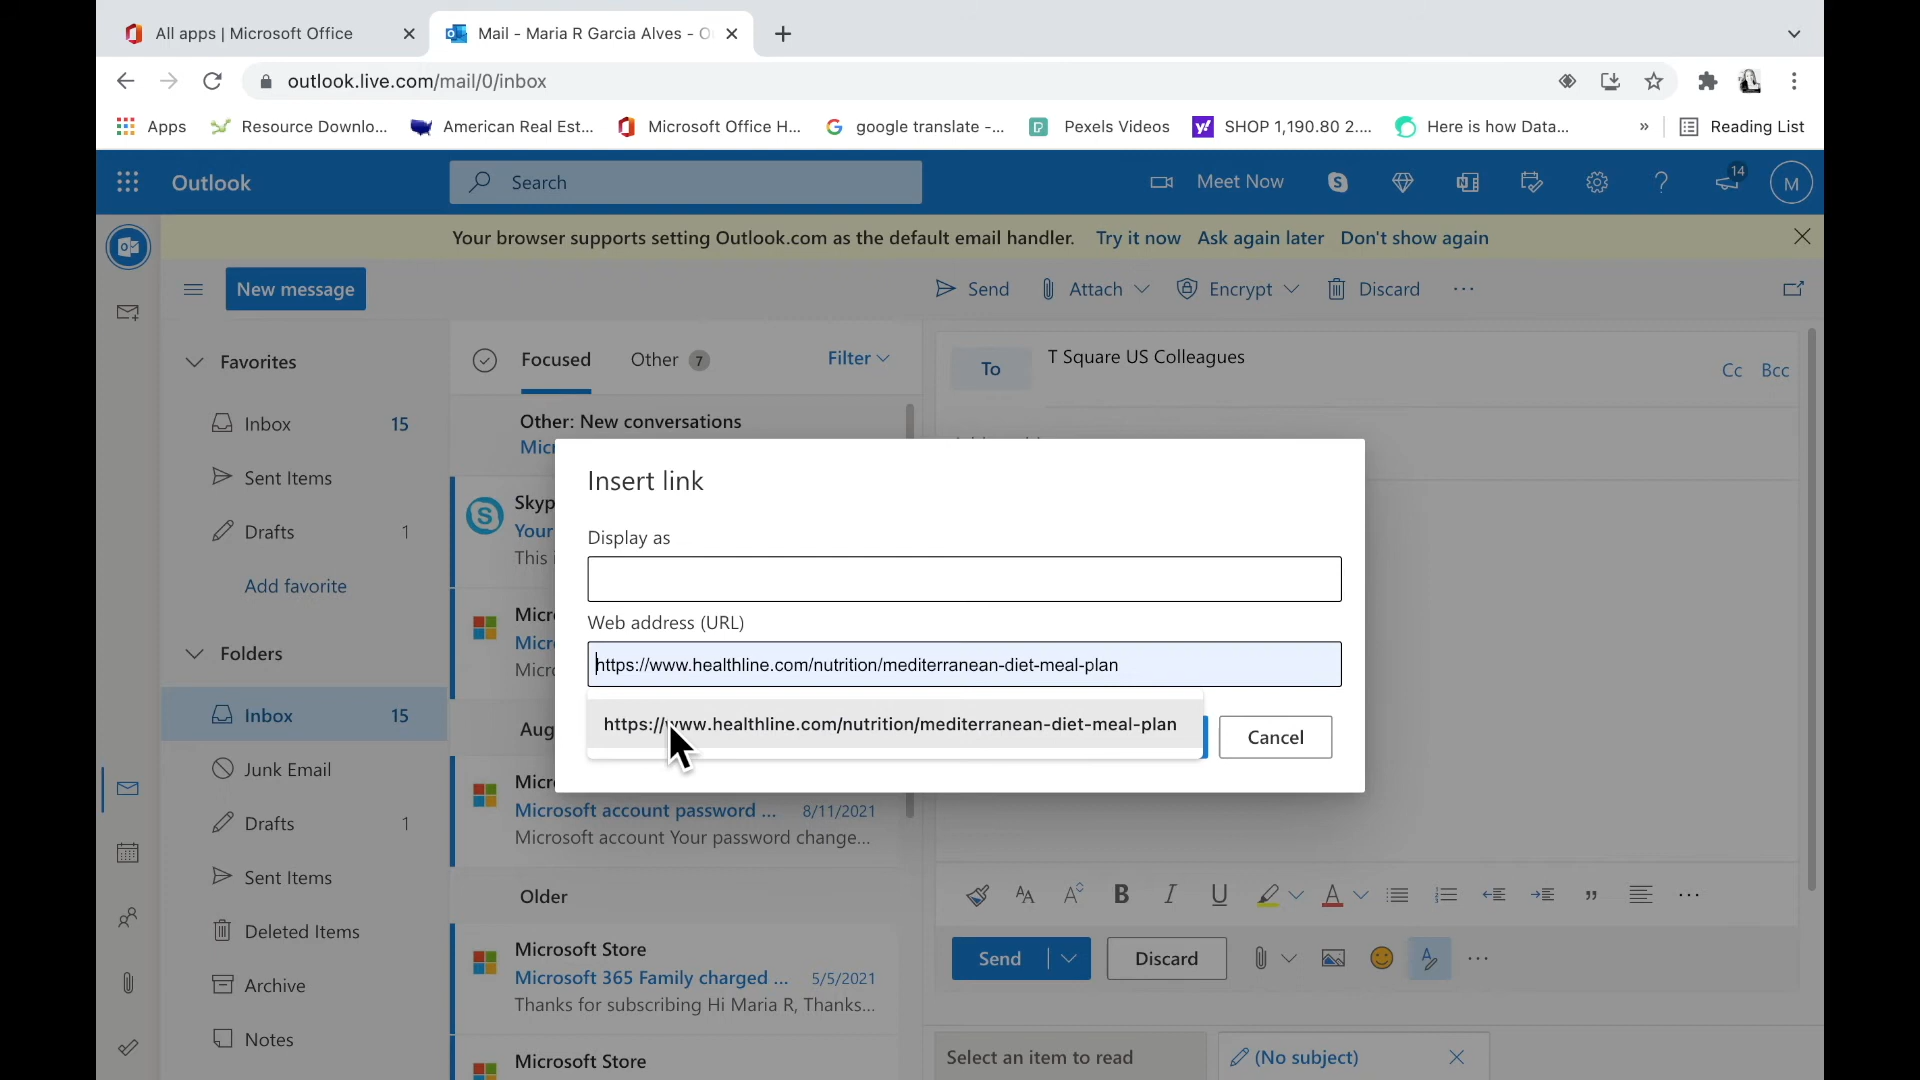 All apps | Microsoft Office
Mail - Maria R Garcia Alves - O
outlook.live.com/mail/0/inbox
Apps
Resource Downlo...
American Real Est...
Microsoft Office H...
google translate -...
Pexels Videos
SHOP 1,190.80 2....
Here is how Data...
»
Reading List
Outlook
Search
Meet Now
14
M
Your browser supports setting Outlook.com as the default email handler. Try it now Ask again later Don't show again
New message
Send
Attach
Encrypt
Discard
Favorites
Inbox 15
Sent Items
Drafts 1
Add favorite
Folders
Inbox 15
Junk Email
Drafts 1
Sent Items
Deleted Items
Archive
Notes
Focused
Other 7
Filter
Other: New conversations
Micr
Skyp
Your
This i
Micr
Micr
Micr
Aug
Micr
Microsoft account password ... 8/11/2021
Microsoft account Your password change...
Older
Microsoft Store
Microsoft 365 Family charged ... 5/5/2021
Thanks for subscribing Hi Maria R, Thanks...
Microsoft Store
To
T Square US Colleagues
Cc Bcc
Insert link
Display as
Web address (URL)
https://www.healthline.com/nutrition/mediterranean-diet-meal-plan
https://www.healthline.com/nutrition/mediterranean-diet-meal-plan
Cancel
Send
Discard
Select an item to read
(No subject)